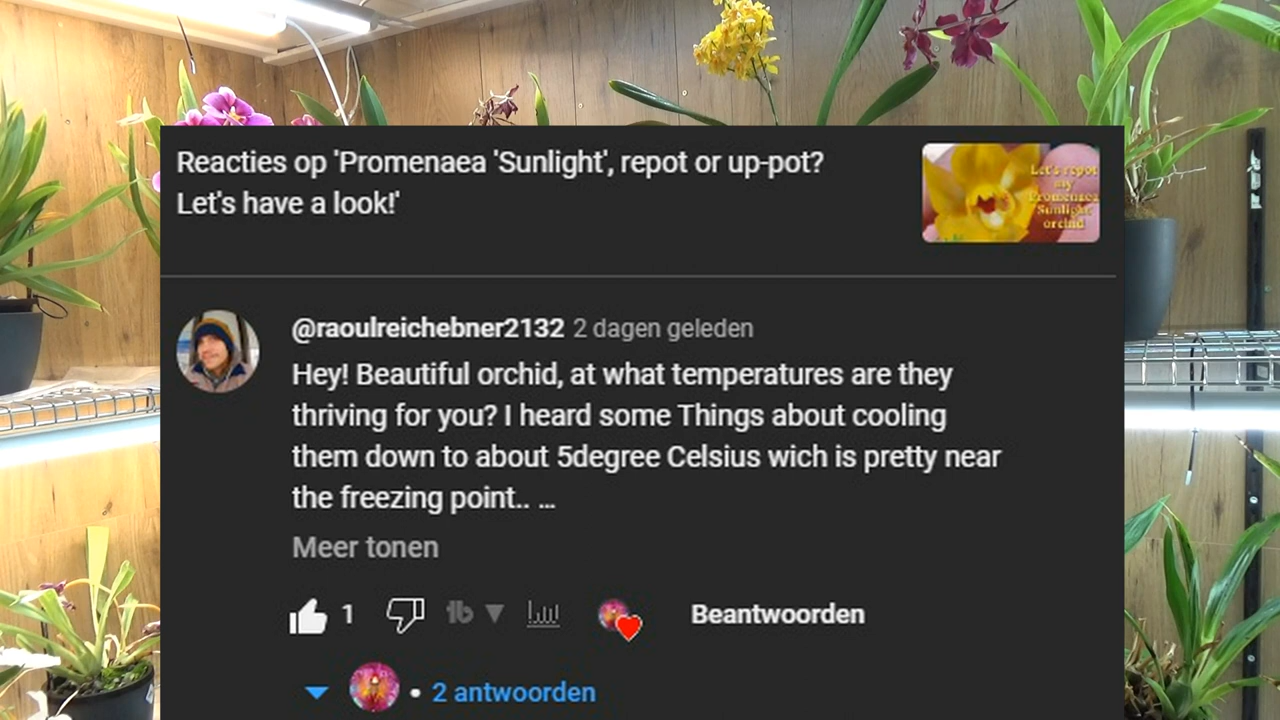 Reacties op 'Promenaea 'Sunlight', repot or up-pot?
Let's have a look!'
Let's repot
my
Promenaea
Sunlight
orchid
@raoulreichebner2132 2 dagen geleden
Hey! Beautiful orchid, at what temperatures are they
thriving for you? I heard some Things about cooling
them down to about 5degree Celsius wich is pretty near
the freezing point.. ...
Meer tonen
1
Beantwoorden
• 2 antwoorden